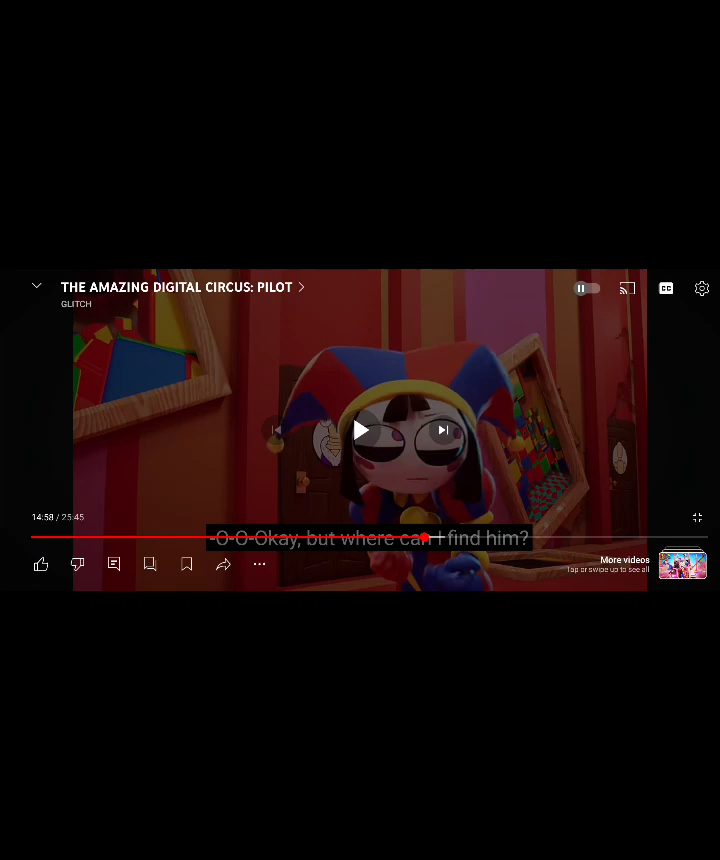 THE AMAZING DIGITAL CIRCUS: PILOT
GLITCH
CC
14:58 / 25:45
-O-O-Okay, but where can I find him?
More videos
Tap or swipe up to see all